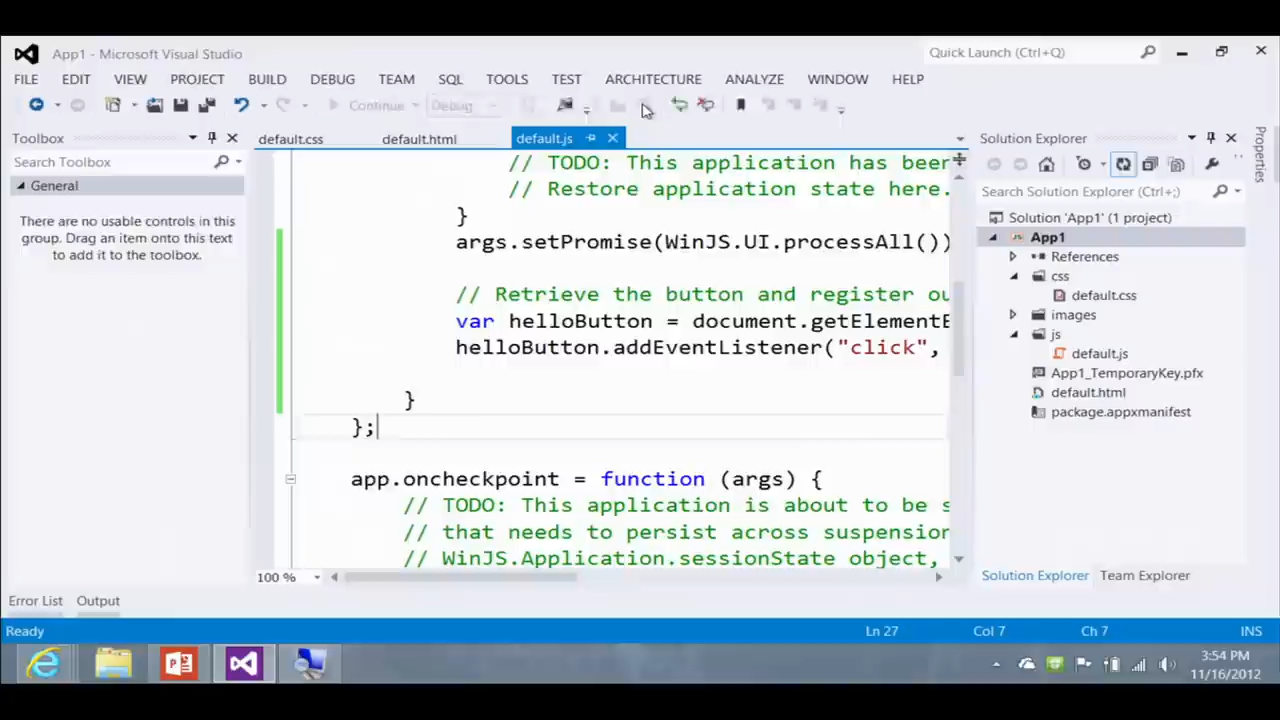 App1 - Microsoft Visual Studio
Quick Launch (Ctrl+Q)
FILE EDIT VIEW PROJECT BUILD DEBUG TEAM SQL TOOLS TEST ARCHITECTURE ANALYZE WINDOW HELP
Continue Debug
Toolbox
default.css default.html default.js
Solution Explorer
Properties
Search Toolbox
General
There are no usable controls in this
group. Drag an item onto this text
to add it to the toolbox.
// TODO: This application has been
// Restore application state here.
}
args.setPromise(WinJS.UI.processAll())
// Retrieve the button and register ou
var helloButton = document.getElementE
helloButton.addEventListener("click",
}
};
app.oncheckpoint = function (args) {
// TODO: This application is about to be s
// that needs to persist across suspension
// WinJS.Application.sessionState object,
100 %
Search Solution Explorer (Ctrl+;)
Solution 'App1' (1 project)
App1
References
css
default.css
images
js
default.js
App1_TemporaryKey.pfx
default.html
package.appxmanifest
Solution Explorer Team Explorer
Error List Output
Ready Ln 27 Col 7 Ch 7 INS
3:54 PM
11/16/2012